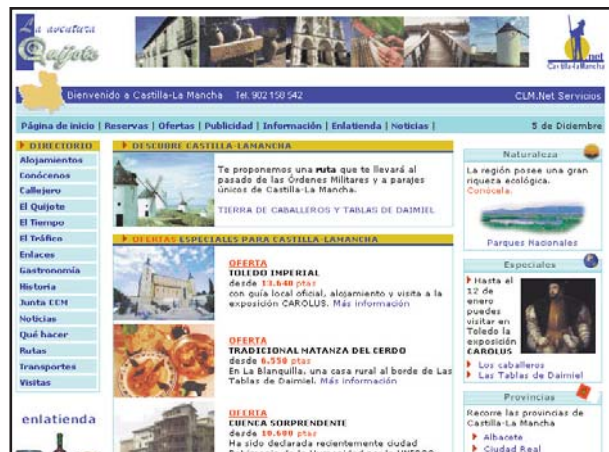 La aventura
Quijote
.net
Castilla-la Mancha
Bienvenido a Castilla-La Mancha Tel. 902 158 542
CLM.Net Servicios
Página de inicio | Reservas | Ofertas | Publicidad | Información | Enlatienda | Noticias |
5 de Diciembre
DIRECTORIO
Alojamientos
Conócenos
Callejero
El Quijote
El Tiempo
El Tráfico
Enlaces
Gastronomía
Historia
Junta CCM
Noticias
Qué hacer
Rutas
Transportes
Visitas
enlatienda
DESCUBRE CASTILLA-LAMANCHA
Te proponemos una ruta que te llevará al
pasado de las Órdenes Militares y a parajes
únicos de Castilla-La Mancha.
TIERRA DE CABALLEROS Y TABLAS DE DAIMIEL
OFERTAS ESPECIALES PARA CASTILLA-LAMANCHA
OFERTA
TOLEDO IMPERIAL
desde 13.640 ptas
con guía local oficial, alojamiento y visita a la
exposición CAROLUS. Más información
OFERTA
TRADICIONAL MATANZA DEL CERDO
desde 6.550 ptas
En La Blanquilla, una casa rural al borde de Las
Tablas de Daimiel. Más información
OFERTA
CUENCA SORPRENDENTE
desde 10.600 ptas
Ha sido declarada recientemente ciudad
Naturaleza
La región posee una gran
riqueza ecológica.
Conócela.
Parques Nacionales
Especiales
Hasta el
12 de
enero
puedes
visitar en
Toledo la
exposición
CAROLUS
Los caballeros
Las Tablas de Daimiel
Provincias
Recorre las provincias de
Castilla-La Mancha
Albacete
Ciudad Real